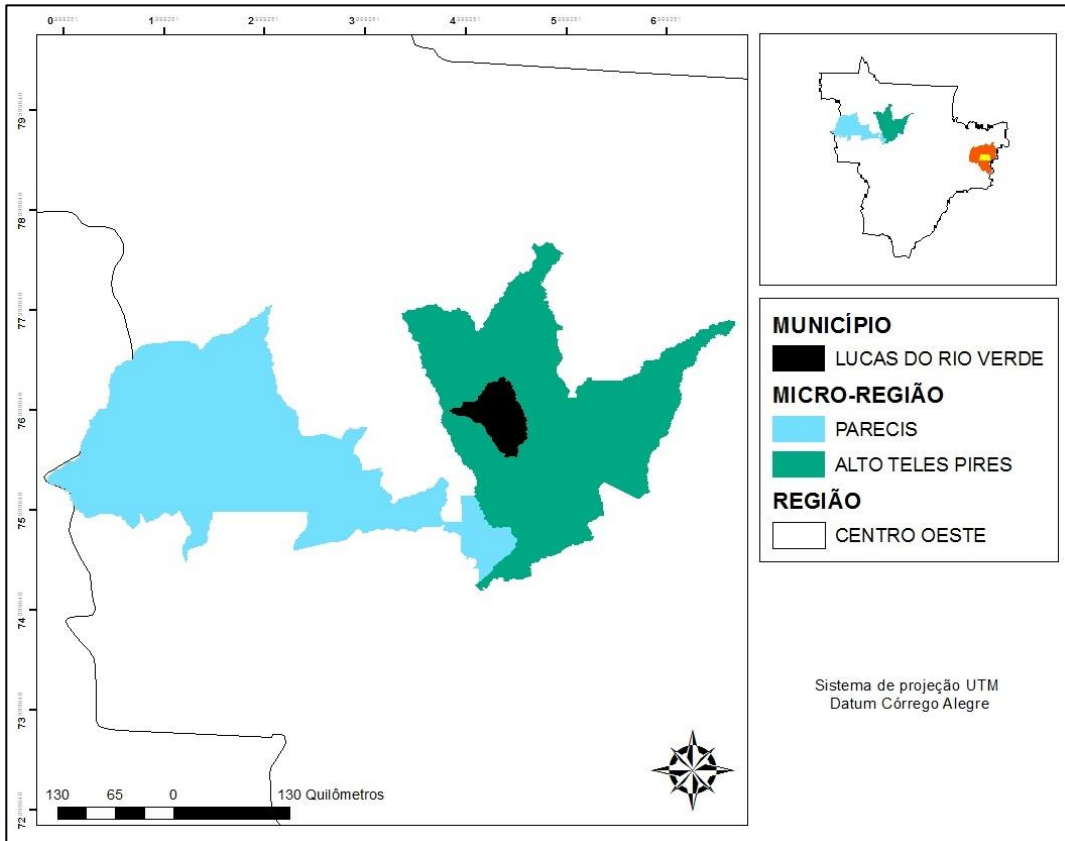 0 1 2 3 4 5 6
79
78
77
76
75
74
73
72
130 65 0 130 Quilômetros
MUNICÍPIO
LUCAS DO RIO VERDE
MICRO-REGIÃO
PARECIS
ALTO TELES PIRES
REGIÃO
CENTRO OESTE
Sistema de projeção UTM
Datum Córrego Alegre